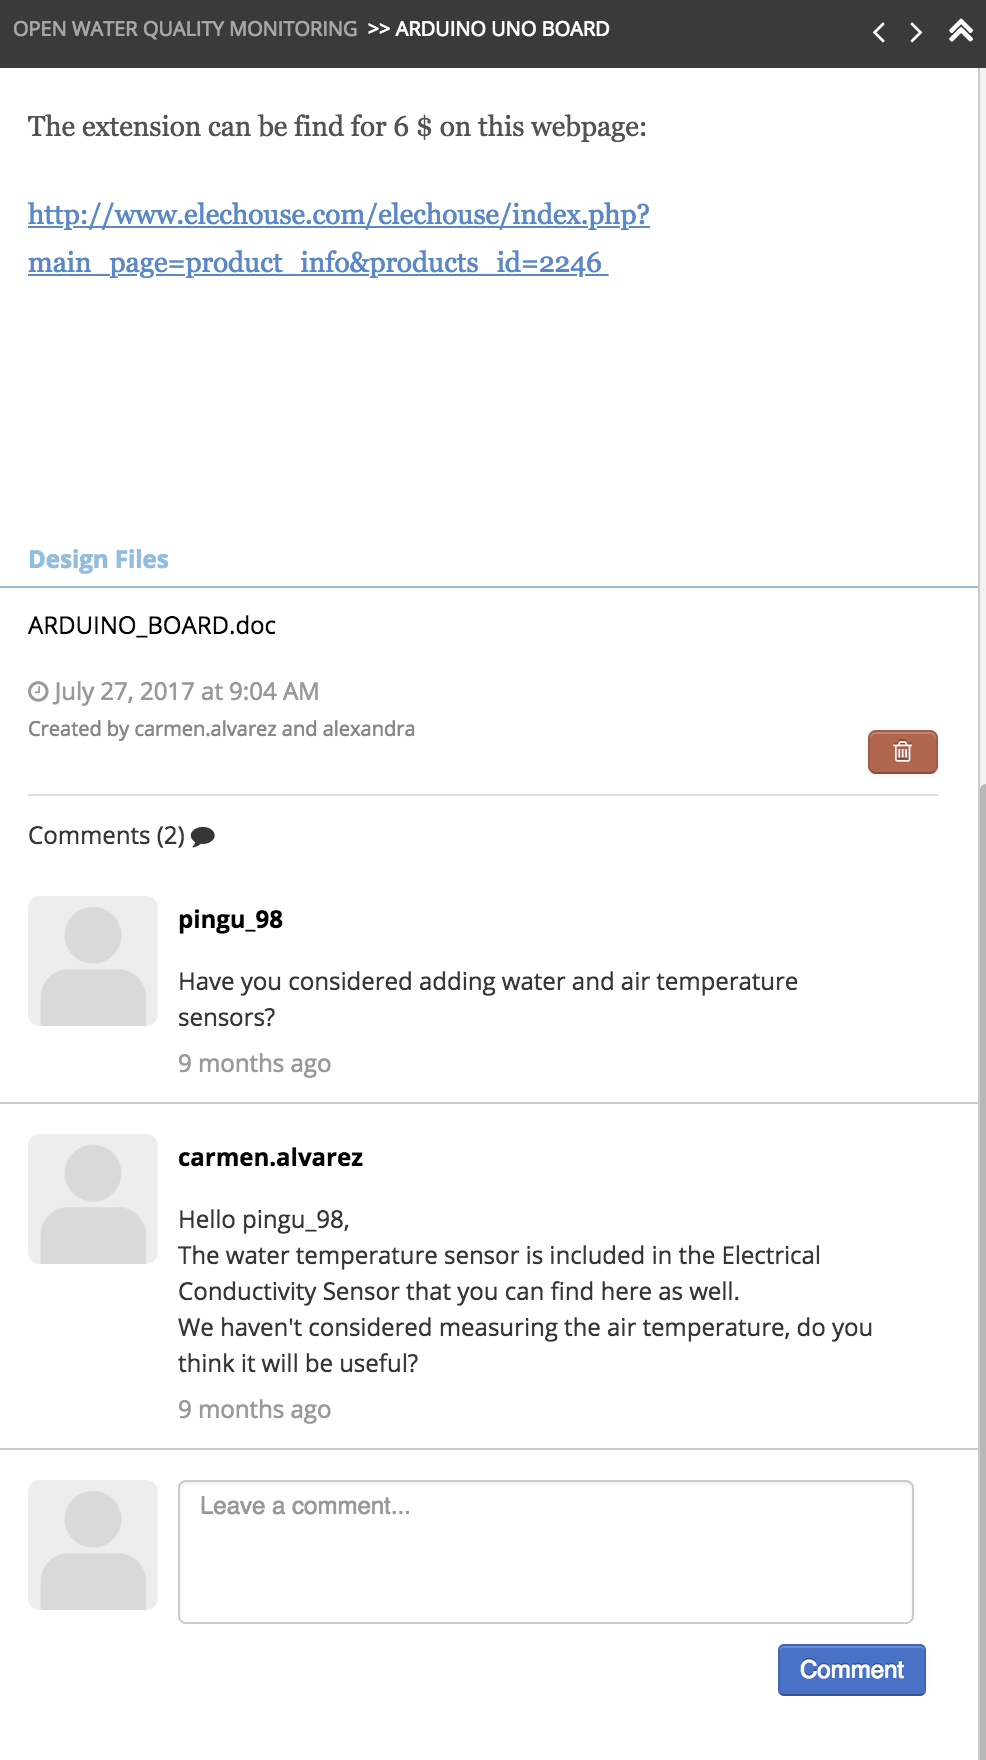 OPEN WATER QUALITY MONITORING >> ARDUINO UNO BOARD
The extension can be find for 6 $ on this webpage:
http://www.elechouse.com/elechouse/index.php?
main_page=product_info&products_id=2246
Design Files
ARDUINO_BOARD.doc
July 27, 2017 at 9:04 AM
Created by carmen.alvarez and alexandra
Comments (2)
pingu_98
Have you considered adding water and air temperature
sensors?
9 months ago
carmen.alvarez
Hello pingu_98,
The water temperature sensor is included in the Electrical
Conductivity Sensor that you can find here as well.
We haven't considered measuring the air temperature, do you
think it will be useful?
9 months ago
Leave a comment...
Comment